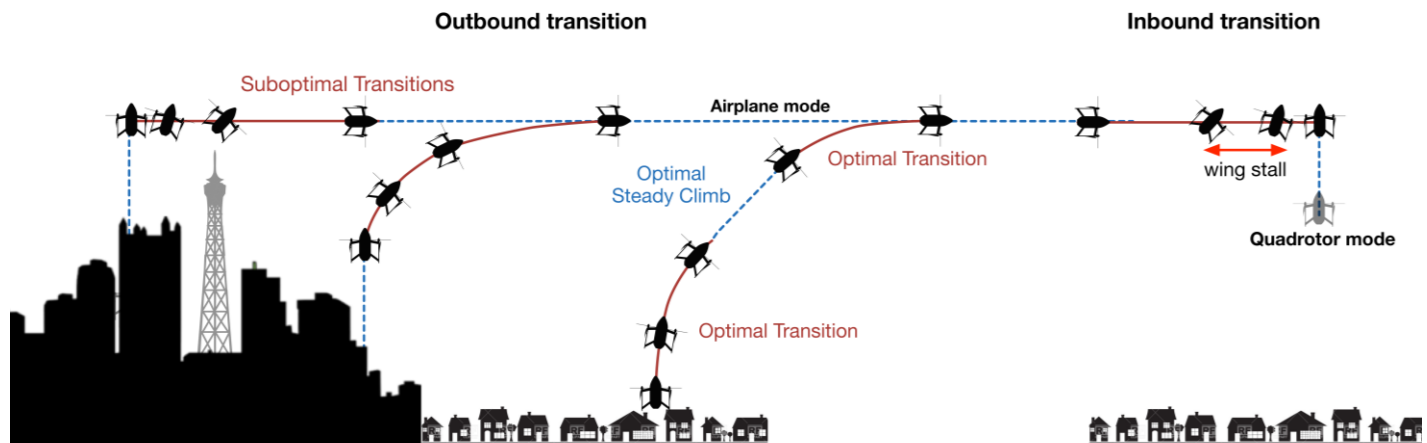 Outbound transition
Inbound transition
Suboptimal Transitions
Airplane mode
Optimal Transition
Optimal
Steady Climb
wing stall
Quadrotor mode
Optimal Transition